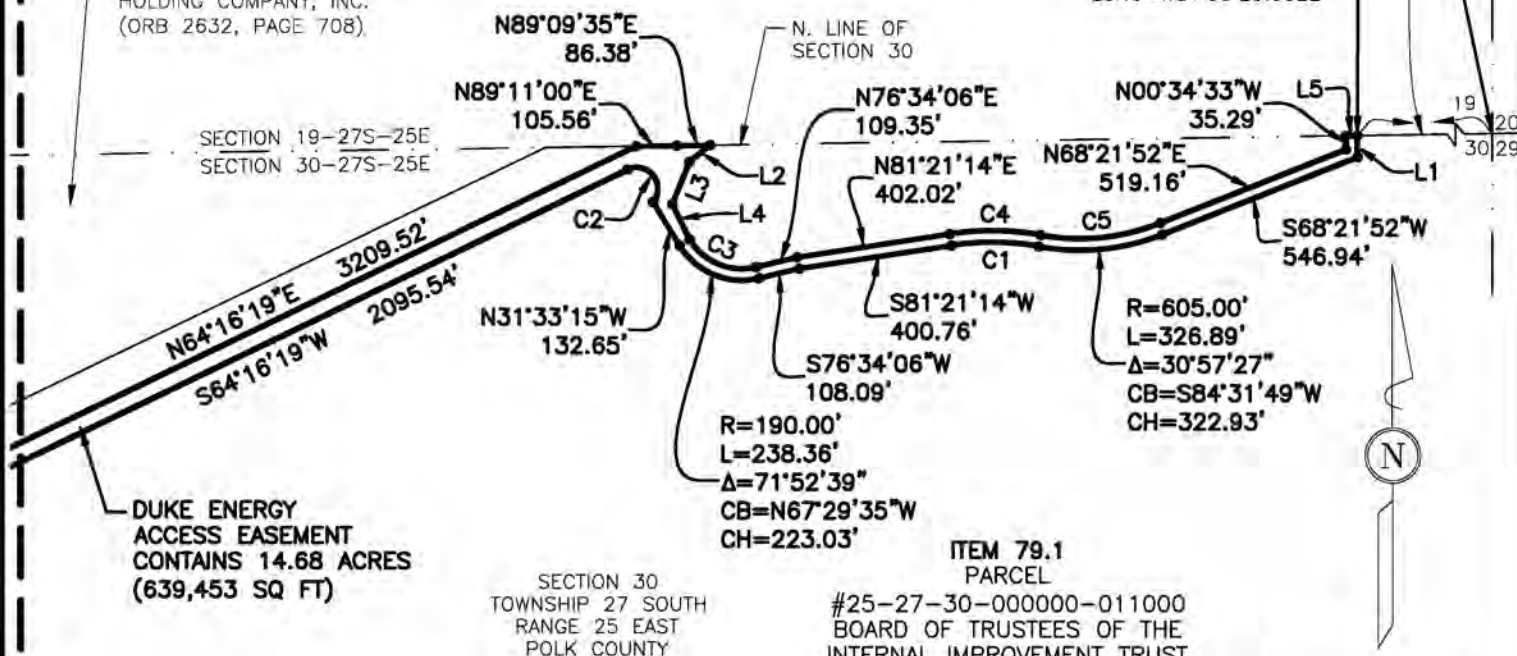 HOLDING COMPANY, INC.
(ORB 2632, PAGE 708)
N89°09'35"E
86.38'
N. LINE OF
SECTION 30
N89°11'00"E
105.56'
SECTION 19-27S-25E
SECTION 30-27S-25E
N76°34'06"E
109.35'
N00°34'33"W
35.29'
L5
19
20
30
29
N81°21'14"E
402.02'
N68°21'52"E
519.16'
L1
L2
L3
L4
C2
C3
C4
C5
C1
S68°21'52"W
546.94'
N64°16'19"E
3209.52'
S64°16'19"W
2095.54'
N31°33'15"W
132.65'
S81°21'14"W
400.76'
S76°34'06"W
108.09'
R=605.00'
L=326.89'
Δ=30°57'27"
CB=S84°31'49"W
CH=322.93'
R=190.00'
L=238.36'
Δ=71°52'39"
CB=N67°29'35"W
CH=223.03'
N
DUKE ENERGY
ACCESS EASEMENT
CONTAINS 14.68 ACRES
(639,453 SQ FT)
SECTION 30
TOWNSHIP 27 SOUTH
RANGE 25 EAST
POLK COUNTY
ITEM 79.1
PARCEL
#25-27-30-000000-011000
BOARD OF TRUSTEES OF THE
INTERNAL IMPROVEMENT TRUST